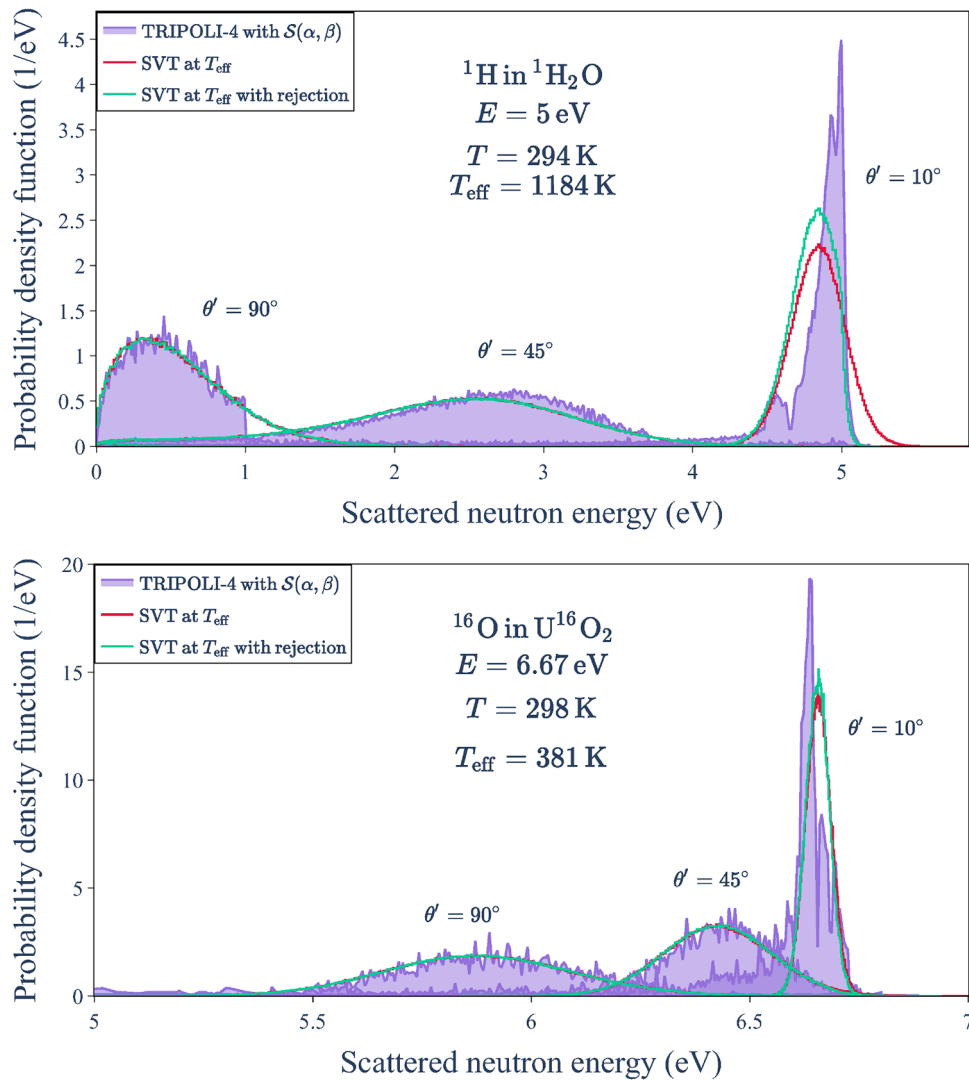 Probability density function (1/eV)
4.5
4
3.5
3
2.5
2
1.5
1
0.5
0
TRIPOLI-4 with 𝒮(α, β)
SVT at T_eff
SVT at T_eff with rejection
¹H in ¹H₂O
E = 5 eV
T = 294 K
T_eff = 1184 K
θ′ = 10°
θ′ = 90°
θ′ = 45°
0 1 2 3 4 5
Scattered neutron energy (eV)
Probability density function (1/eV)
20
15
10
5
0
TRIPOLI-4 with 𝒮(α, β)
SVT at T_eff
SVT at T_eff with rejection
¹⁶O in U¹⁶O₂
E = 6.67 eV
T = 298 K
T_eff = 381 K
θ′ = 10°
θ′ = 45°
θ′ = 90°
5 5.5 6 6.5 7
Scattered neutron energy (eV)